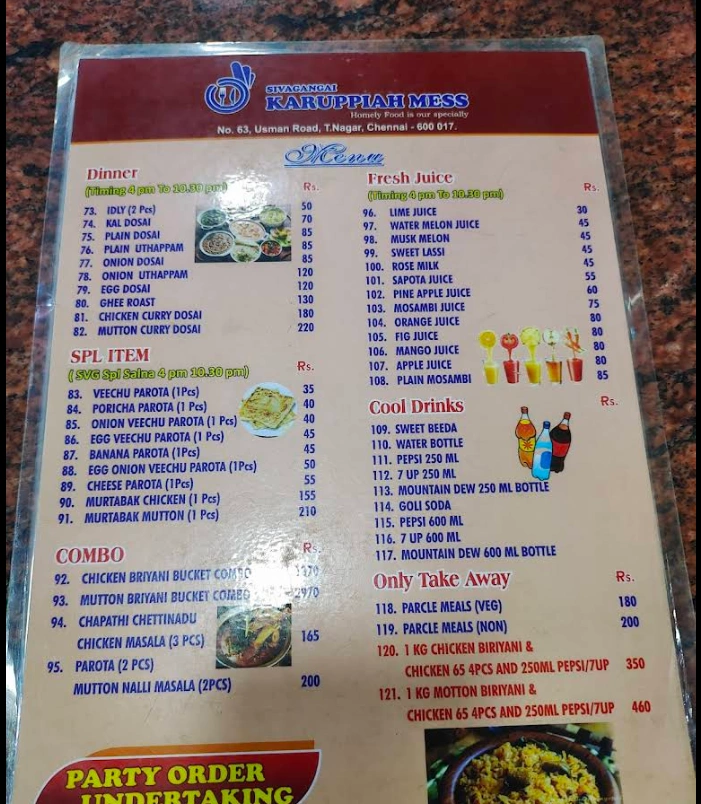 SIVAGANGAI
KARUPPIAH MESS
Homely Food is our specialty
No. 63, Usman Road, T.Nagar, Chennai - 600 017.
Menu
Dinner
(Timing 4 pm To 10.30 pm) Rs.
73. IDLY (2 Pcs) 50
74. KAL DOSAI 70
75. PLAIN DOSAI 85
76. PLAIN UTHAPPAM 85
77. ONION DOSAI 85
78. ONION UTHAPPAM 120
79. EGG DOSAI 120
80. GHEE ROAST 130
81. CHICKEN CURRY DOSAI 180
82. MUTTON CURRY DOSAI 220
SPL ITEM
( SVG Spl Salna 4 pm 10.30 pm) Rs.
83. VEECHU PAROTA (1Pcs) 35
84. PORICHA PAROTA (1 Pcs) 40
85. ONION VEECHU PAROTA (1 Pcs) 40
86. EGG VEECHU PAROTA (1 Pcs) 45
87. BANANA PAROTA (1Pcs) 45
88. EGG ONION VEECHU PAROTA (1Pcs) 50
89. CHEESE PAROTA (1Pcs) 55
90. MURTABAK CHICKEN (1 Pcs) 155
91. MURTABAK MUTTON (1 Pcs) 210
COMBO Rs.
92. CHICKEN BRIYANI BUCKET COMBO
93. MUTTON BRIYANI BUCKET COMBO 2970
94. CHAPATHI CHETTINADU
CHICKEN MASALA (3 PCS) 165
95. PAROTA (2 PCS)
MUTTON NALLI MASALA (2PCS) 200
PARTY ORDER
UNDERTAKING
Fresh Juice
(Timing 4 pm To 10.30 pm) Rs.
96. LIME JUICE 30
97. WATER MELON JUICE 45
98. MUSK MELON 45
99. SWEET LASSI 45
100. ROSE MILK 45
101. SAPOTA JUICE 55
102. PINE APPLE JUICE 60
103. MOSAMBI JUICE 75
104. ORANGE JUICE 80
105. FIG JUICE 80
106. MANGO JUICE 80
107. APPLE JUICE 80
108. PLAIN MOSAMBI 85
Cool Drinks Rs.
109. SWEET BEEDA
110. WATER BOTTLE
111. PEPSI 250 ML
112. 7 UP 250 ML
113. MOUNTAIN DEW 250 ML BOTTLE
114. GOLI SODA
115. PEPSI 600 ML
116. 7 UP 600 ML
117. MOUNTAIN DEW 600 ML BOTTLE
Only Take Away Rs.
118. PARCLE MEALS (VEG) 180
119. PARCLE MEALS (NON) 200
120. 1 KG CHICKEN BIRIYANI &
CHICKEN 65 4PCS AND 250ML PEPSI/7UP 350
121. 1 KG MOTTON BIRIYANI &
CHICKEN 65 4PCS AND 250ML PEPSI/7UP 460